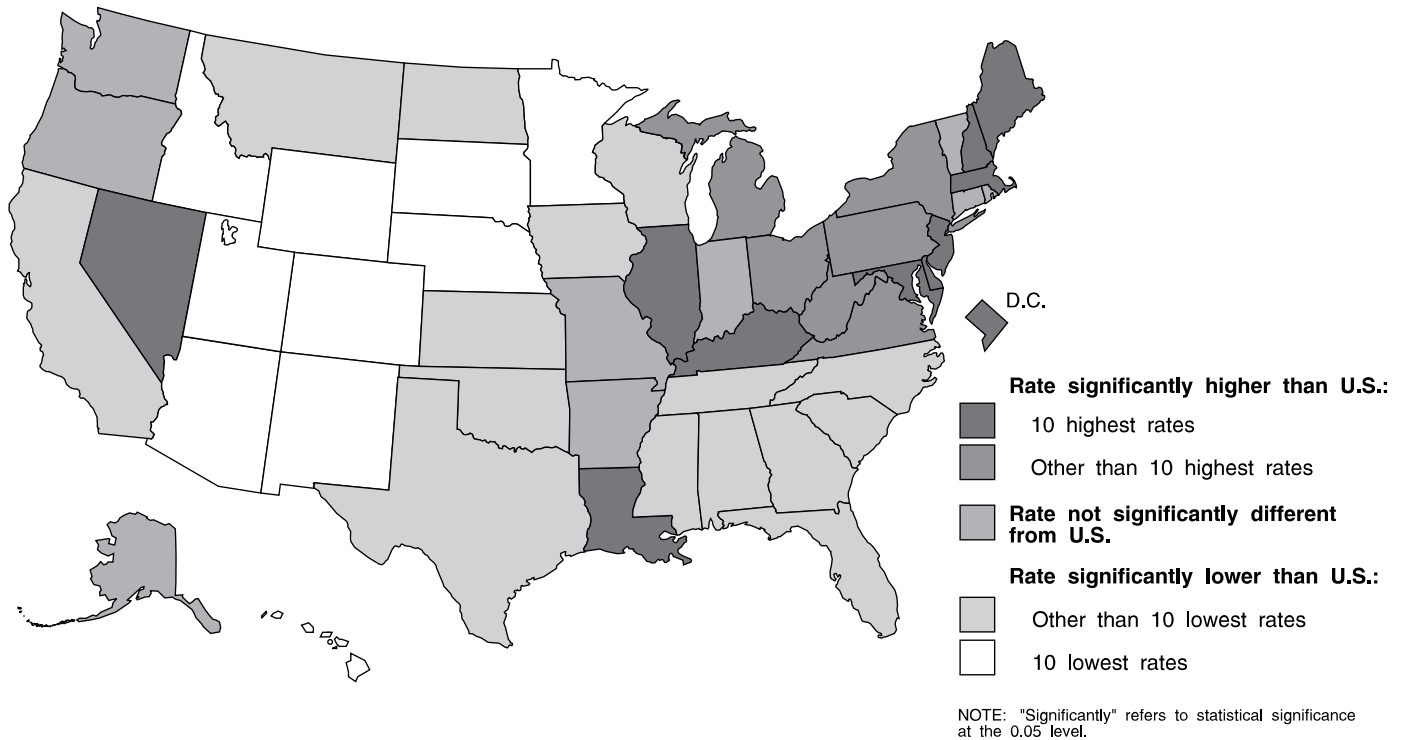 D.C.
Rate significantly higher than U.S.:
10 highest rates
Other than 10 highest rates
Rate not significantly different
from U.S.
Rate significantly lower than U.S.:
Other than 10 lowest rates
10 lowest rates
NOTE: "Significantly" refers to statistical significance
at the 0.05 level.